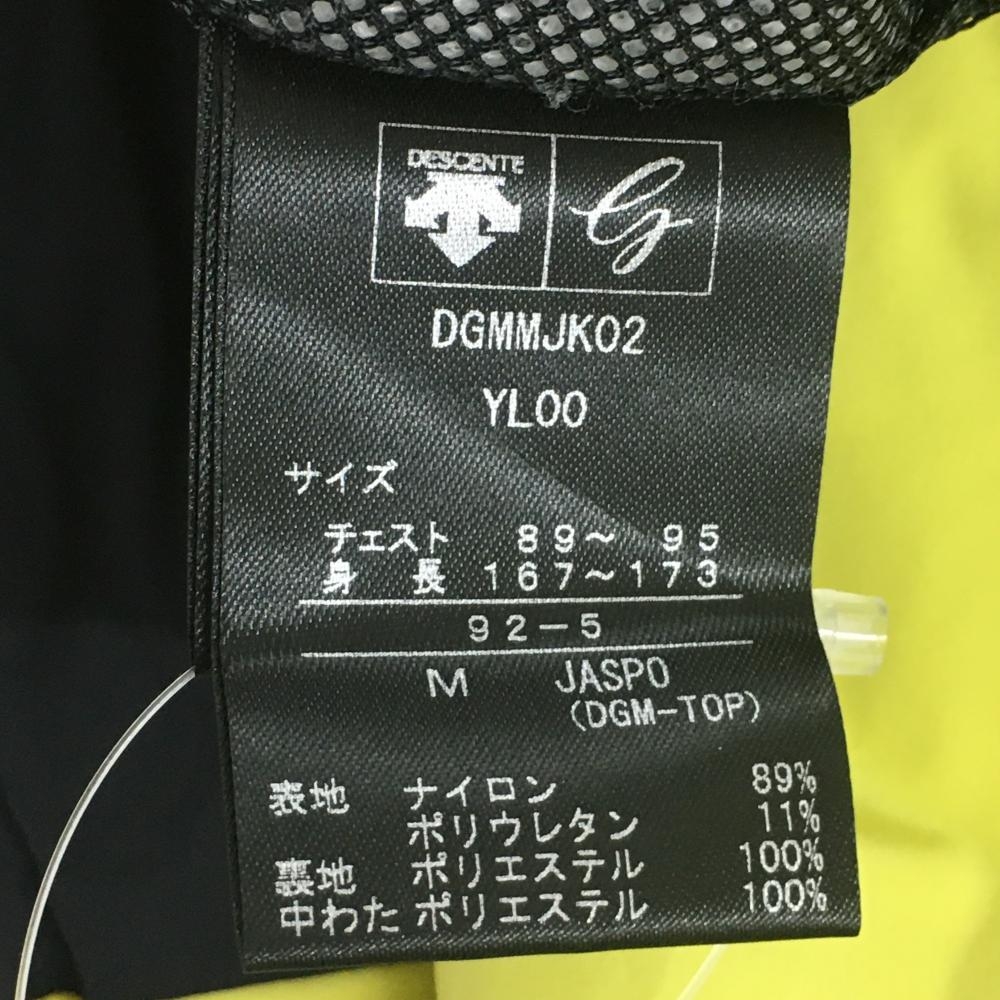 DESCENTE
DGMMJK02
YL00
サイズ
チェスト 89～ 95
身 長 167～173
92-5
M JASPO
(DGM-TOP)
表地 ナイロン 89%
ポリウレタン 11%
裏地 ポリエステル 100%
中わた ポリエステル 100%